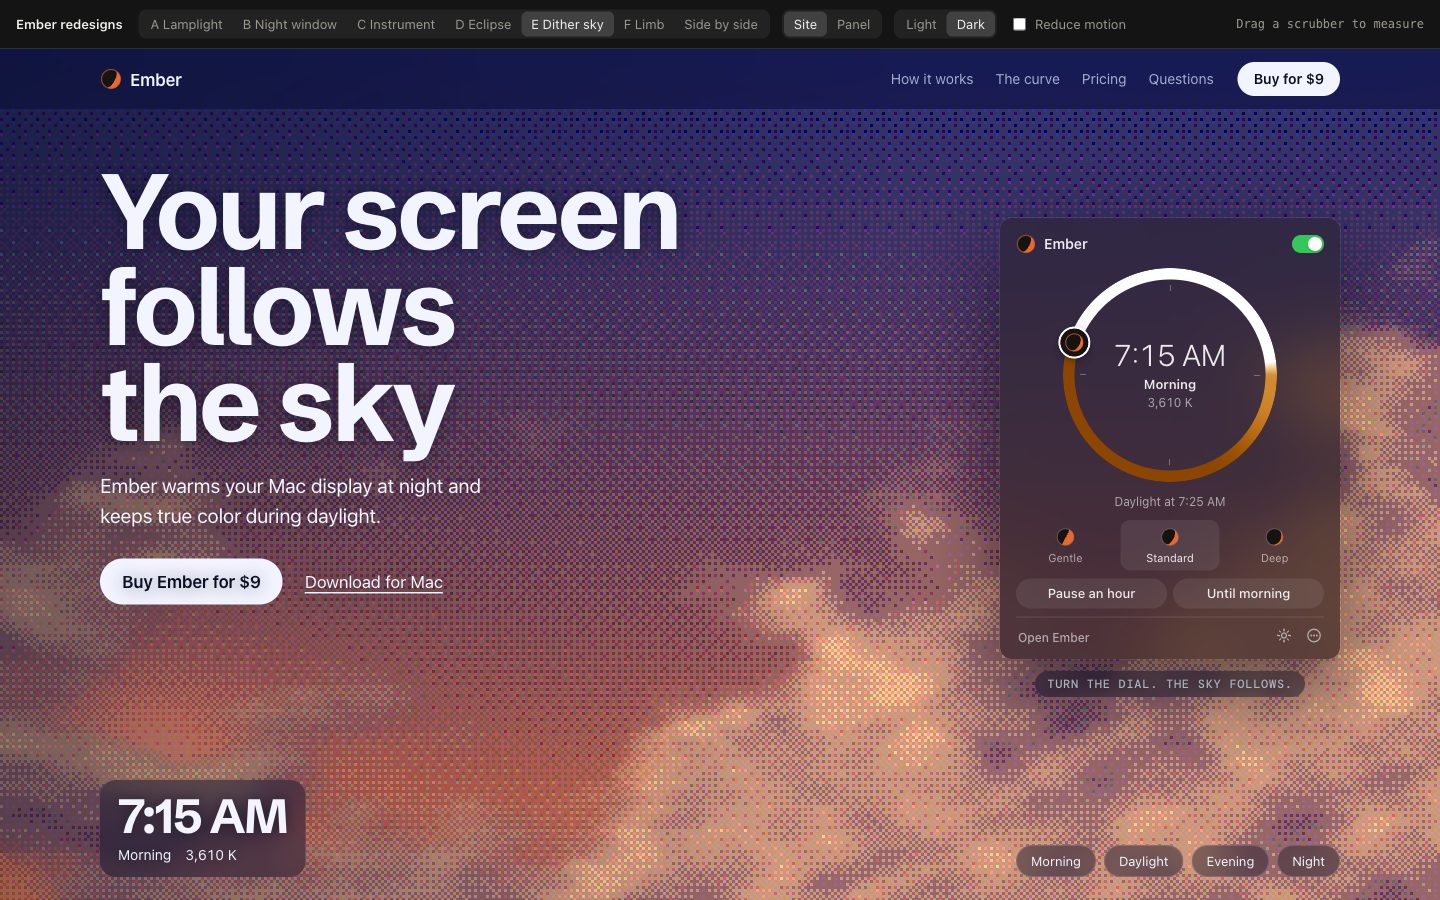 Ember redesigns
A Lamplight
B Night window
C Instrument
D Eclipse
E Dither sky
F Limb
Side by side
Site
Panel
Light
Dark
Reduce motion
Drag a scrubber to measure
Ember
How it works
The curve
Pricing
Questions
Buy for $9
Your screen
follows
the sky
Ember warms your Mac display at night and
keeps true color during daylight.
Buy Ember for $9
Download for Mac
Ember
7:15 AM
Morning
3,610 K
Daylight at 7:25 AM
Gentle
Standard
Deep
Pause an hour
Until morning
Open Ember
TURN THE DIAL. THE SKY FOLLOWS.
7:15 AM
Morning 3,610 K
Morning
Daylight
Evening
Night